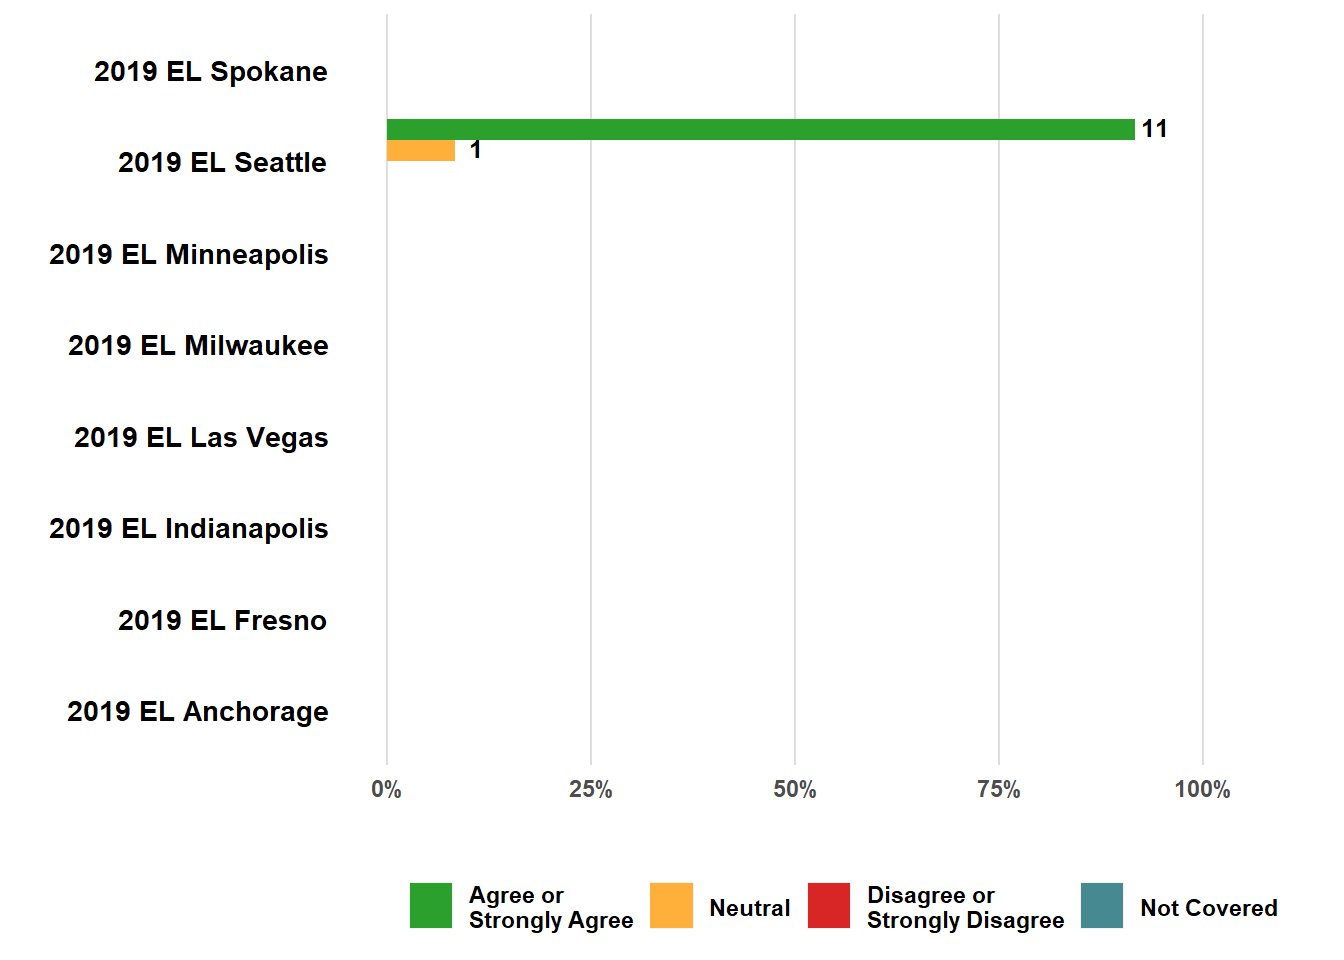 2019 EL Spokane
11
1
2019 EL Seattle
2019 EL Minneapolis
2019 EL Milwaukee
2019 EL Las Vegas
2019 EL Indianapolis
2019 EL Fresno
2019 EL Anchorage
0% 25% 50% 75% 100%
Agree or
Strongly Agree
Neutral
Disagree or
Strongly Disagree
Not Covered